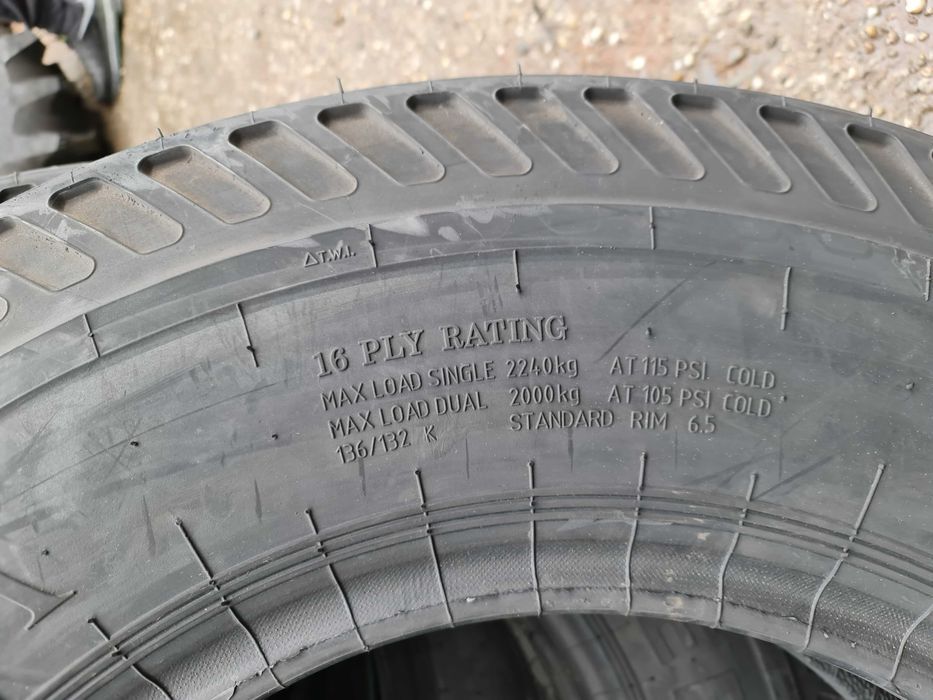 △T.W.I.
16 PLY RATING
MAX LOAD SINGLE 2240kg AT 115 PSI. COLD
MAX LOAD DUAL 2000kg AT 105 PSI COLD
136/132 K STANDARD RIM 6.5